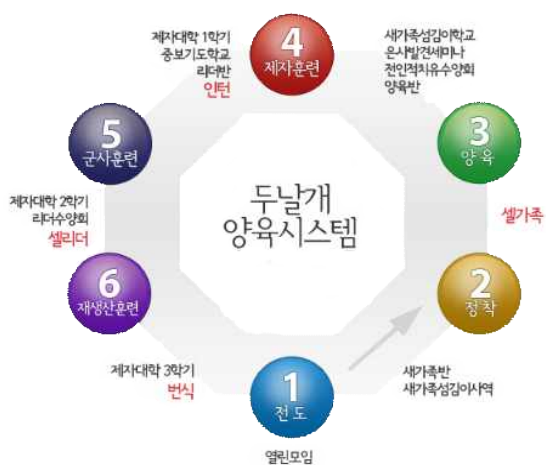 제자대학 1학기
중보기도학교
리더반
인턴
4
제자훈련
새가족섬김이학교
은사발견세미나
전인적치유수양회
양육반
5
군사훈련
3
양 육
두날개
양육시스템
제자대학 2학기
리더수양회
셀리더
셀가족
6
재생산훈련
2
정 착
제자대학 3학기
번식
1
전 도
새가족반
새가족섬김이사역
열린모임